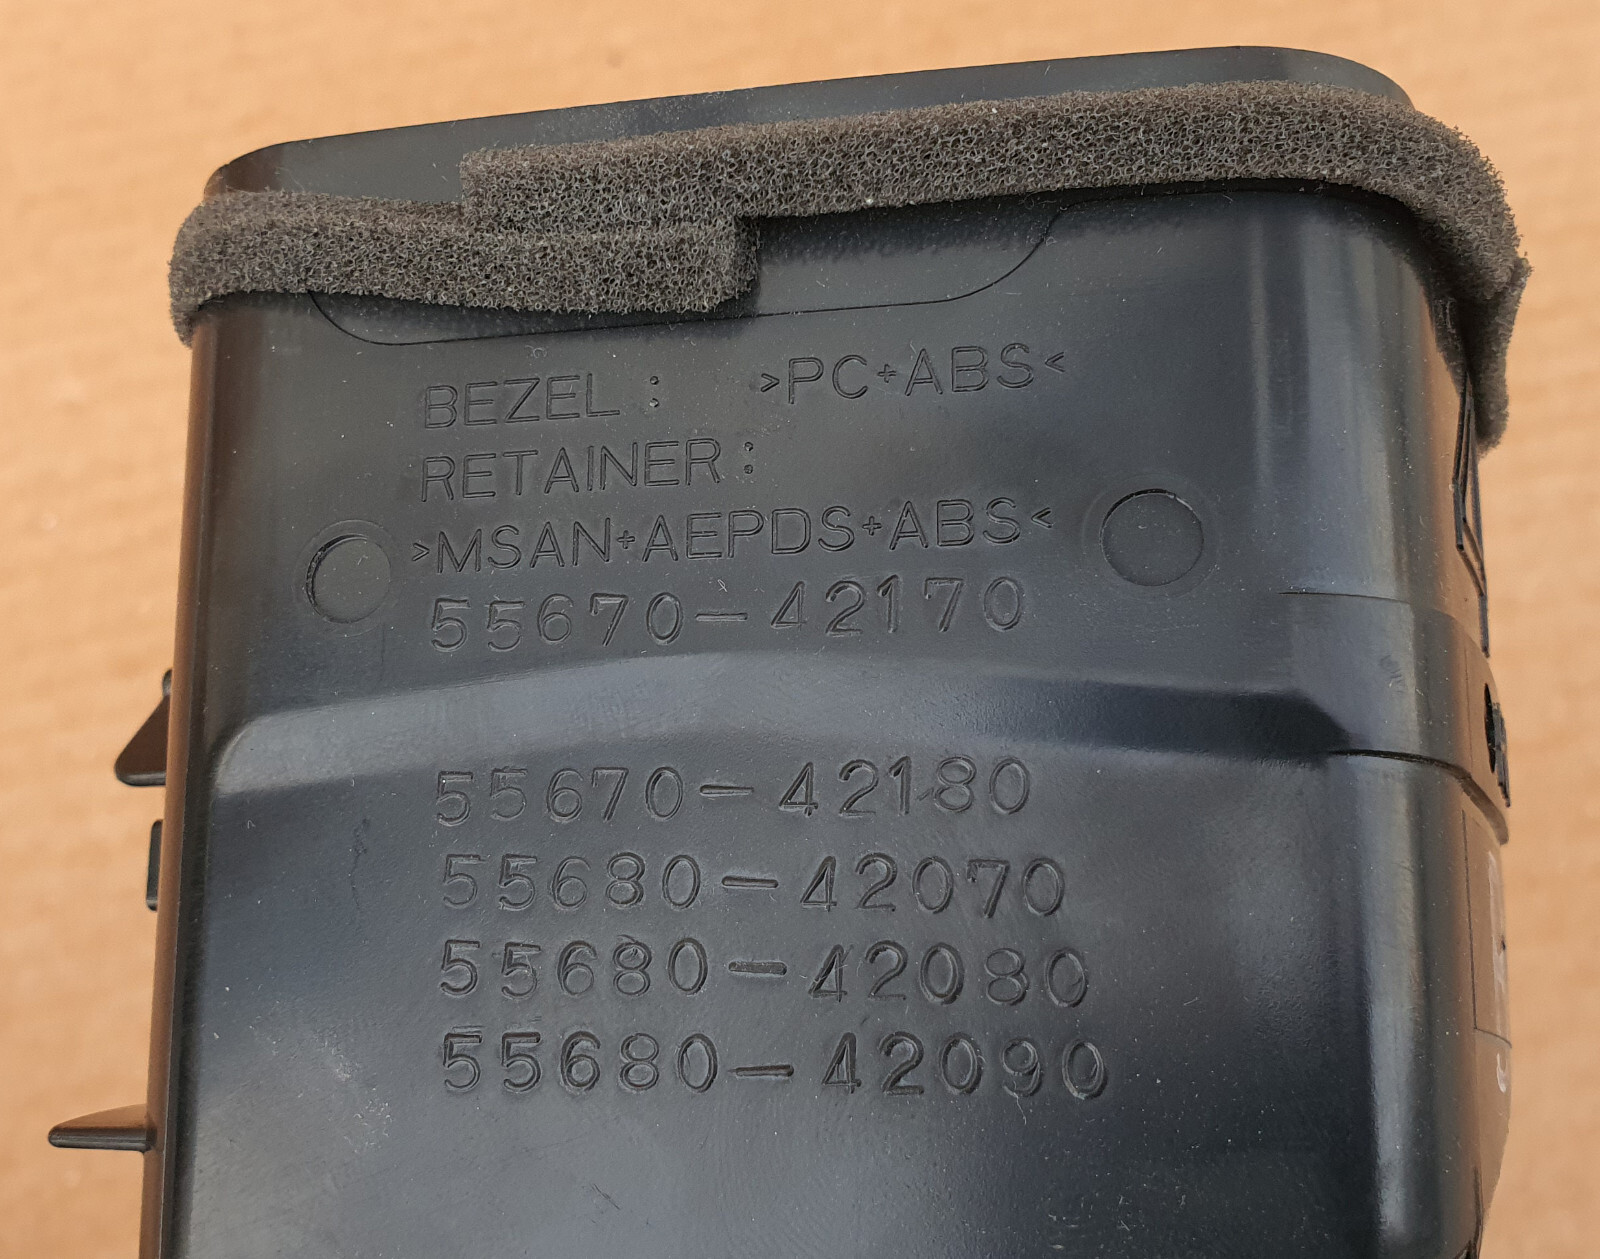 BEZEL : >PC+ABS<
RETAINER :
>MSAN+AEPDS+ABS<
55670-42170
55670-42180
55680-42070
55680-42080
55680-42090